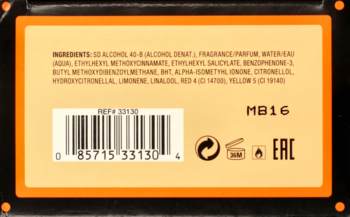 INGREDIENTS: SD ALCOHOL 40-B (ALCOHOL DENAT.), FRAGRANCE/PARFUM, WATER/EAU
(AQUA), ETHYLHEXYL METHOXYCINNAMATE, ETHYLHEXYL SALICYLATE, BENZOPHENONE-3,
BUTYL METHOXYDIBENZOYLMETHANE, BHT, ALPHA-ISOMETHYL IONONE, CITRONELLOL,
HYDROXYCITRONELLAL, LIMONENE, LINALOOL, RED 4 (CI 14700), YELLOW 5 (CI 19140)
REF# 33130
MB16
0 85715 33130 4
36M
EAC